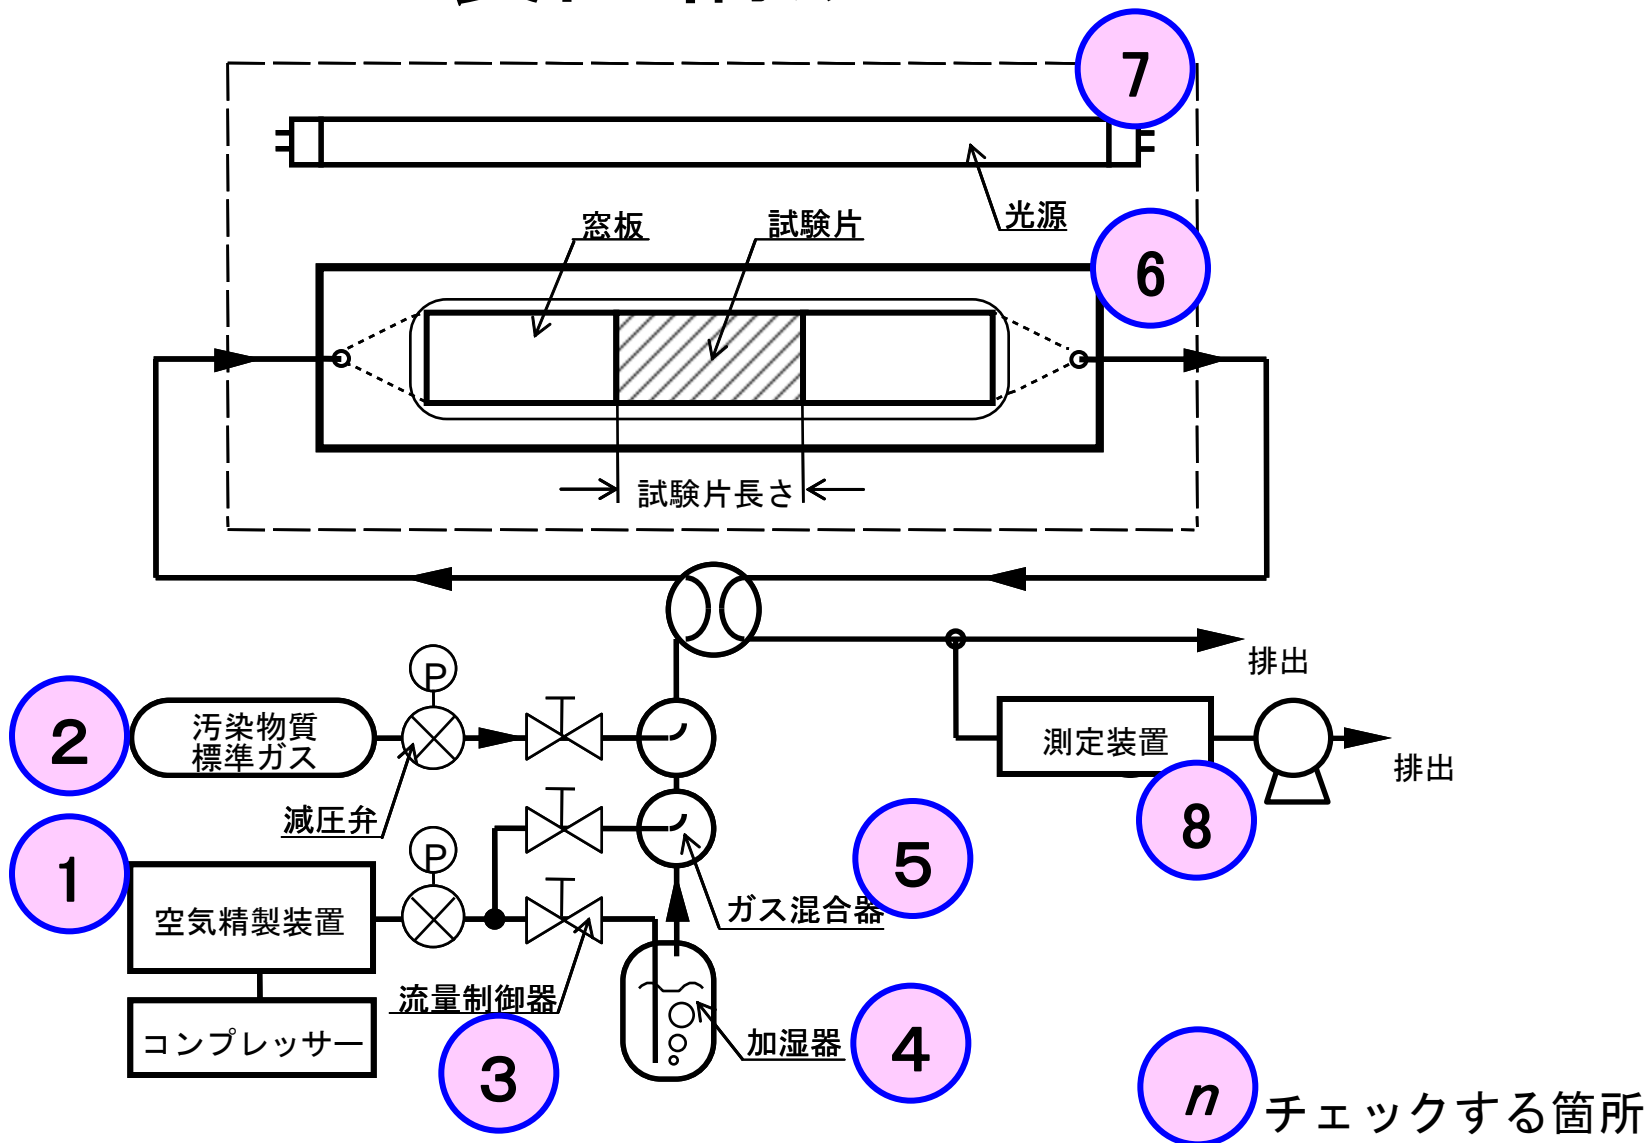 7
光源
窓板
試験片
6
試験片長さ
排出
P
2
汚染物質
標準ガス
測定装置
排出
減圧弁
8
P
1
5
ガス混合器
空気精製装置
流量制御器
コンプレッサー
3
加湿器
4
n
チェックする箇所